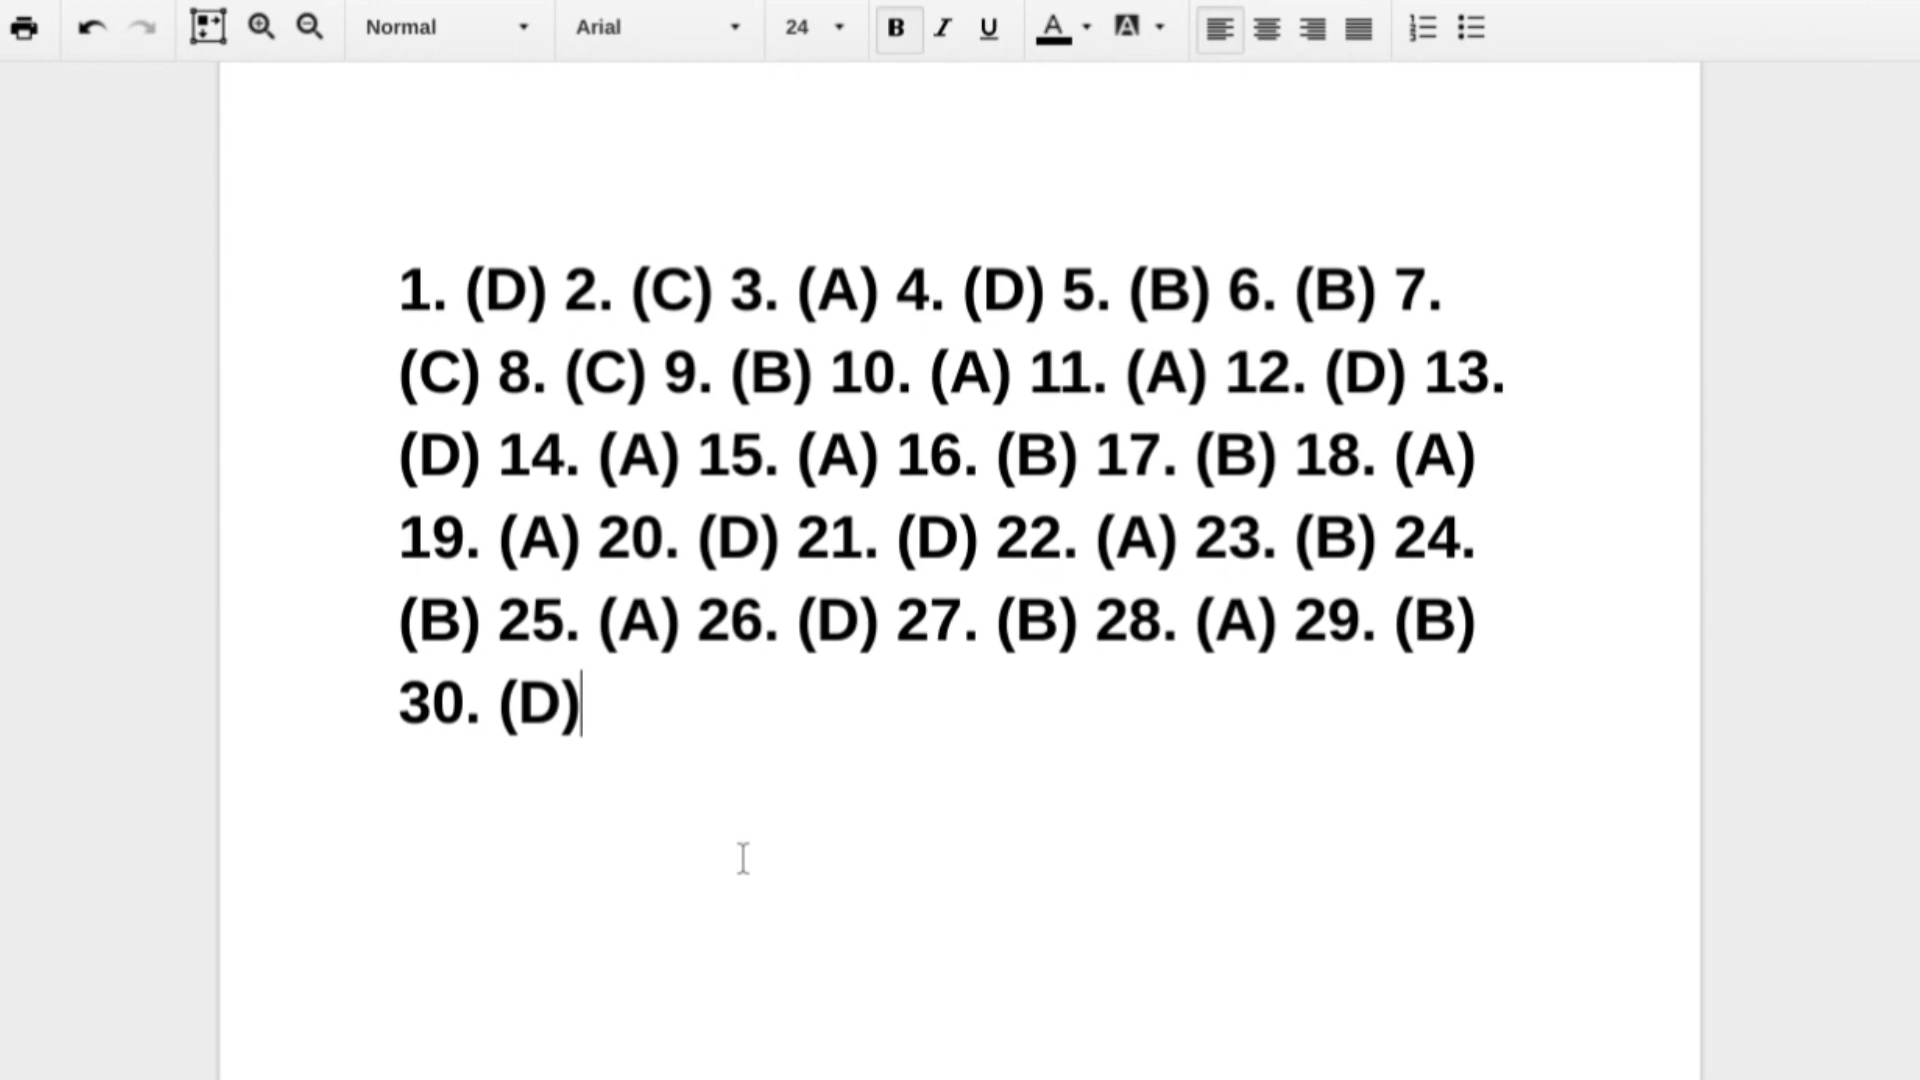 Normal Arial 24 B I U A A
1. (D) 2. (C) 3. (A) 4. (D) 5. (B) 6. (B) 7.
(C) 8. (C) 9. (B) 10. (A) 11. (A) 12. (D) 13.
(D) 14. (A) 15. (A) 16. (B) 17. (B) 18. (A)
19. (A) 20. (D) 21. (D) 22. (A) 23. (B) 24.
(B) 25. (A) 26. (D) 27. (B) 28. (A) 29. (B)
30. (D)